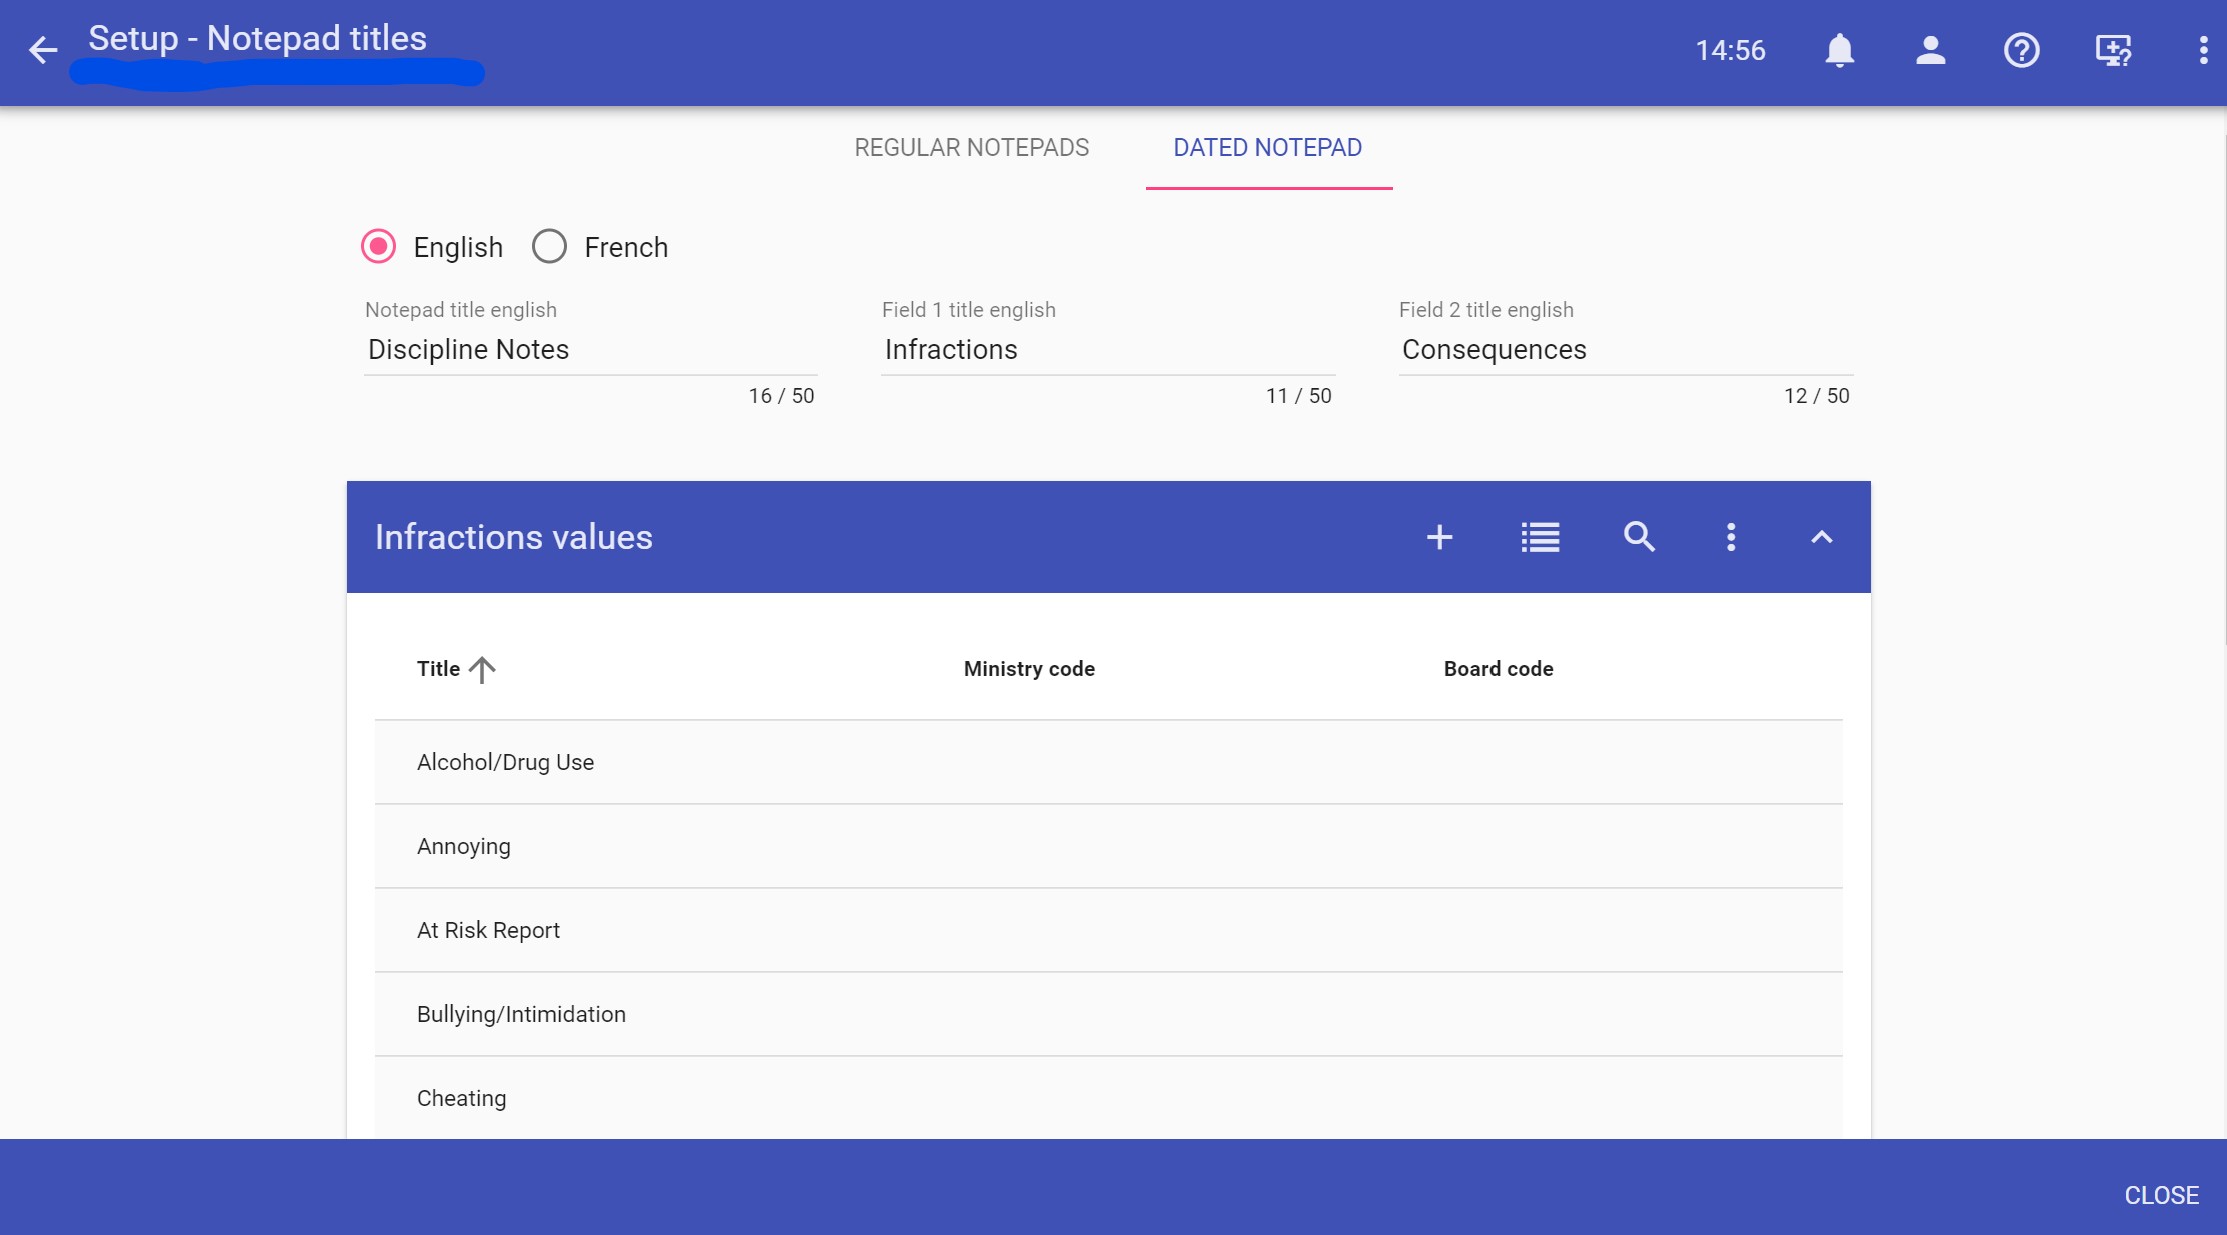 Setup - Notepad titles
14:56
REGULAR NOTEPADS DATED NOTEPAD
English French
Notepad title english Field 1 title english Field 2 title english
Discipline Notes Infractions Consequences
16 / 50 11 / 50 12 / 50
Infractions values
Title Ministry code Board code
Alcohol/Drug Use
Annoying
At Risk Report
Bullying/Intimidation
Cheating
CLOSE